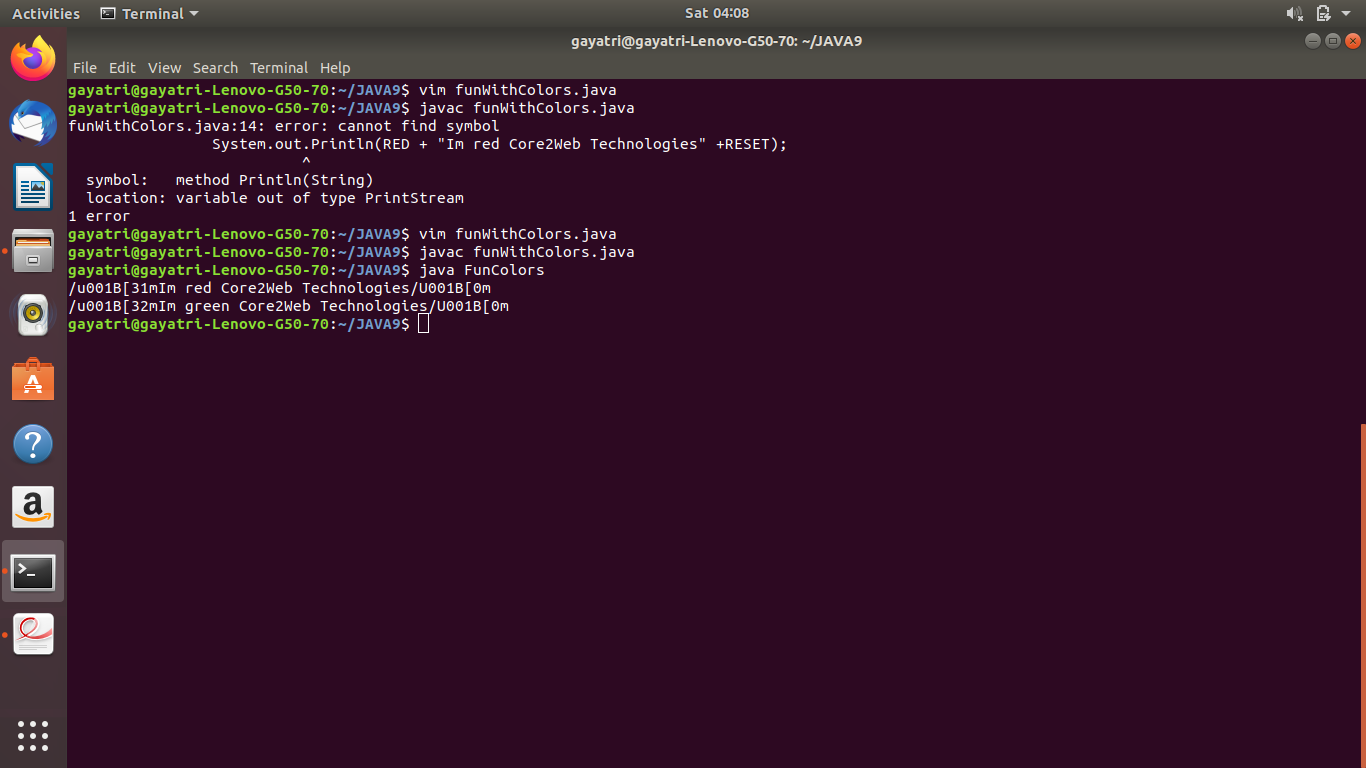 Activities Terminal Sat 04:08
gayatri@gayatri-Lenovo-G50-70: ~/JAVA9
File Edit View Search Terminal Help
gayatri@gayatri-Lenovo-G50-70:~/JAVA9$ vim funWithColors.java
gayatri@gayatri-Lenovo-G50-70:~/JAVA9$ javac funWithColors.java
funWithColors.java:14: error: cannot find symbol
                System.out.Println(RED + "Im red Core2Web Technologies" +RESET);
                          ^
  symbol:   method Println(String)
  location: variable out of type PrintStream
1 error
gayatri@gayatri-Lenovo-G50-70:~/JAVA9$ vim funWithColors.java
gayatri@gayatri-Lenovo-G50-70:~/JAVA9$ javac funWithColors.java
gayatri@gayatri-Lenovo-G50-70:~/JAVA9$ java FunColors
/u001B[31mIm red Core2Web Technologies/U001B[0m
/u001B[32mIm green Core2Web Technologies/U001B[0m
gayatri@gayatri-Lenovo-G50-70:~/JAVA9$